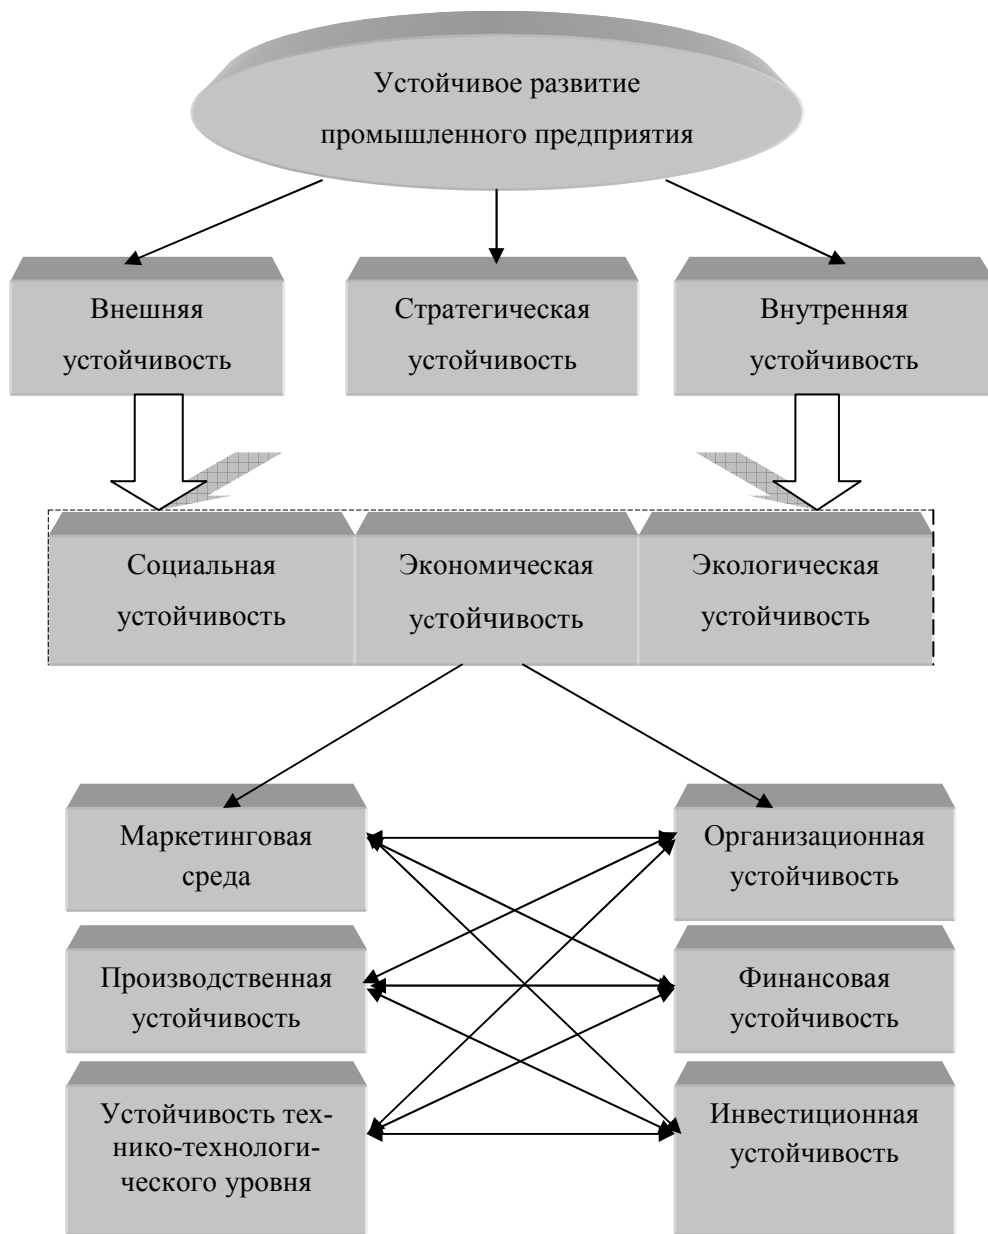 Устойчивое развитие
промышленного предприятия
Внешняя
устойчивость
Стратегическая
устойчивость
Внутренняя
устойчивость
Социальная
устойчивость
Экономическая
устойчивость
Экологическая
устойчивость
Маркетинговая
среда
Организационная
устойчивость
Производственная
устойчивость
Финансовая
устойчивость
Устойчивость тех-
нико-технологи-
ческого уровня
Инвестиционная
устойчивость